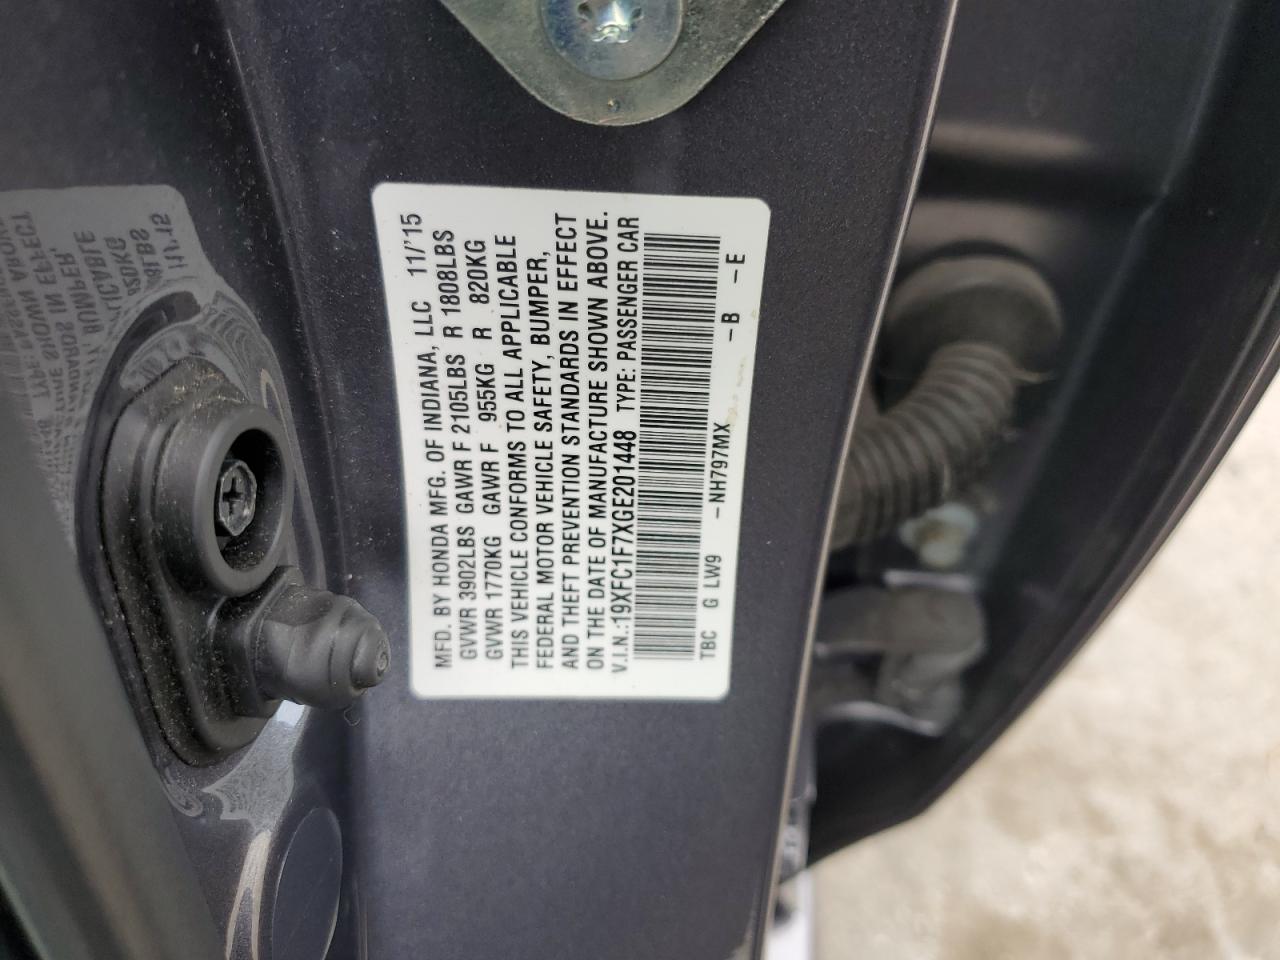 MFD. BY HONDA MFG. OF INDIANA, LLC 11/'15
GVWR 3902LBS GAWR F 2105LBS R 1808LBS
GVWR 1770KG GAWR F 955KG R 820KG
THIS VEHICLE CONFORMS TO ALL APPLICABLE
FEDERAL MOTOR VEHICLE SAFETY, BUMPER,
AND THEFT PREVENTION STANDARDS IN EFFECT
ON THE DATE OF MANUFACTURE SHOWN ABOVE.
V.I.N.:19XFC1F7XGE201448 TYPE: PASSENGER CAR
TBC G LW9 –NH797MX –B –E